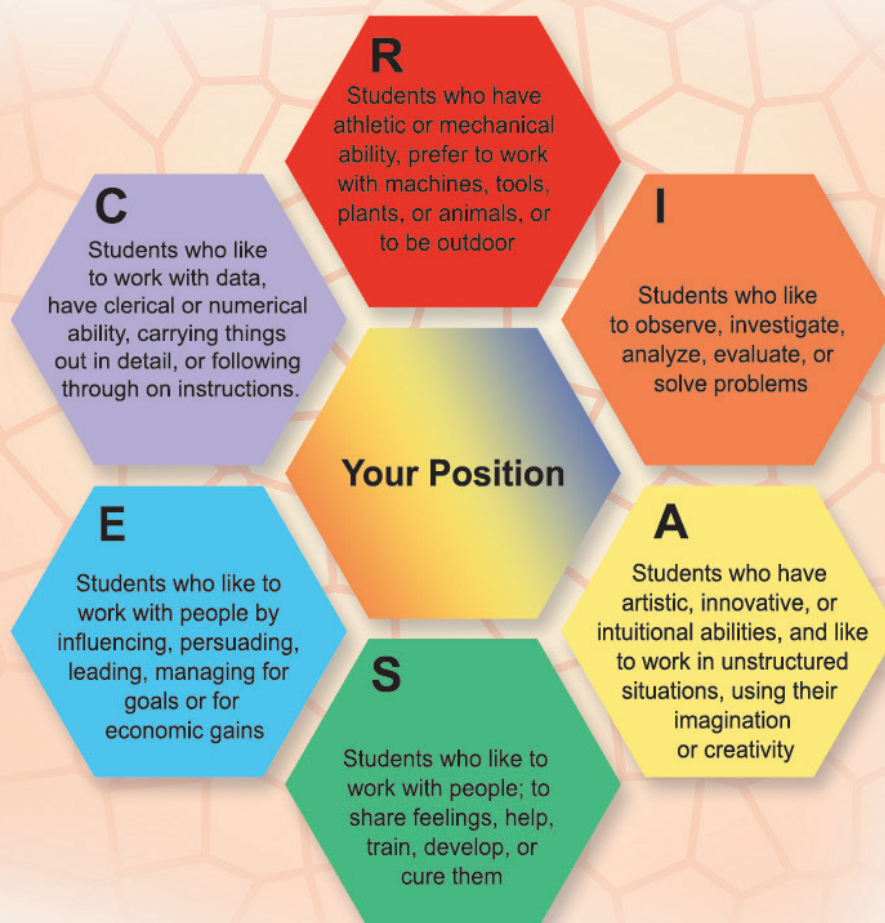 R
Students who have
athletic or mechanical
ability, prefer to work
with machines, tools,
plants, or animals, or
to be outdoor
I
Students who like
to observe, investigate,
analyze, evaluate, or
solve problems
A
Students who have
artistic, innovative, or
intuitional abilities, and like
to work in unstructured
situations, using their
imagination
or creativity
S
Students who like to
work with people; to
share feelings, help,
train, develop, or
cure them
E
Students who like to
work with people by
influencing, persuading,
leading, managing for
goals or for
economic gains
C
Students who like
to work with data,
have clerical or numerical
ability, carrying things
out in detail, or following
through on instructions.
Your Position